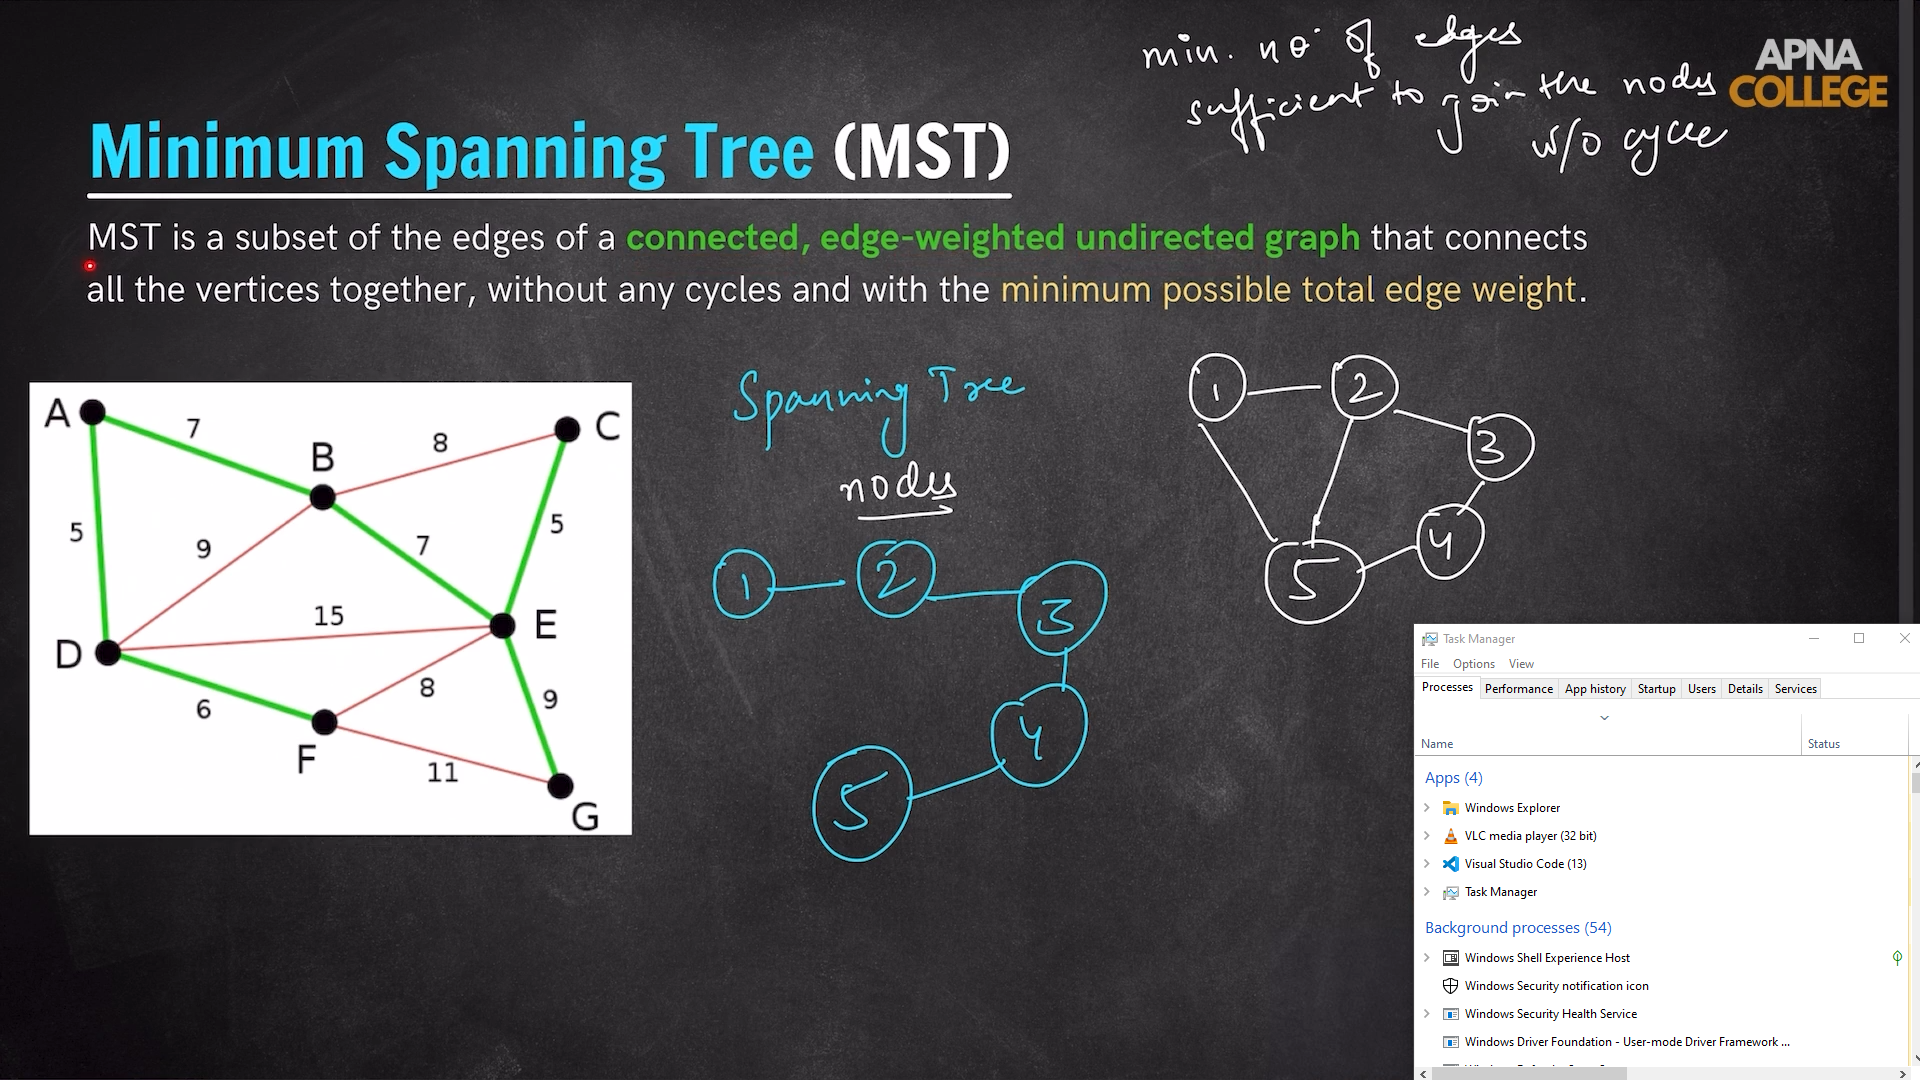 min. no. of edges
sufficient to join the nodes
w/o cycle
APNA
COLLEGE
Minimum Spanning Tree (MST)
MST is a subset of the edges of a connected, edge-weighted undirected graph that connects
all the vertices together, without any cycles and with the minimum possible total edge weight.
A
7
B
8
C
5
9
7
5
15
E
D
6
8
9
F
11
G
Spanning Tree
nodes
1
2
3
4
5
1
2
3
4
5
Task Manager
File Options View
Processes Performance App history Startup Users Details Services
Name Status
Apps (4)
Windows Explorer
VLC media player (32 bit)
Visual Studio Code (13)
Task Manager
Background processes (54)
Windows Shell Experience Host
Windows Security notification icon
Windows Security Health Service
Windows Driver Foundation - User-mode Driver Framework ...